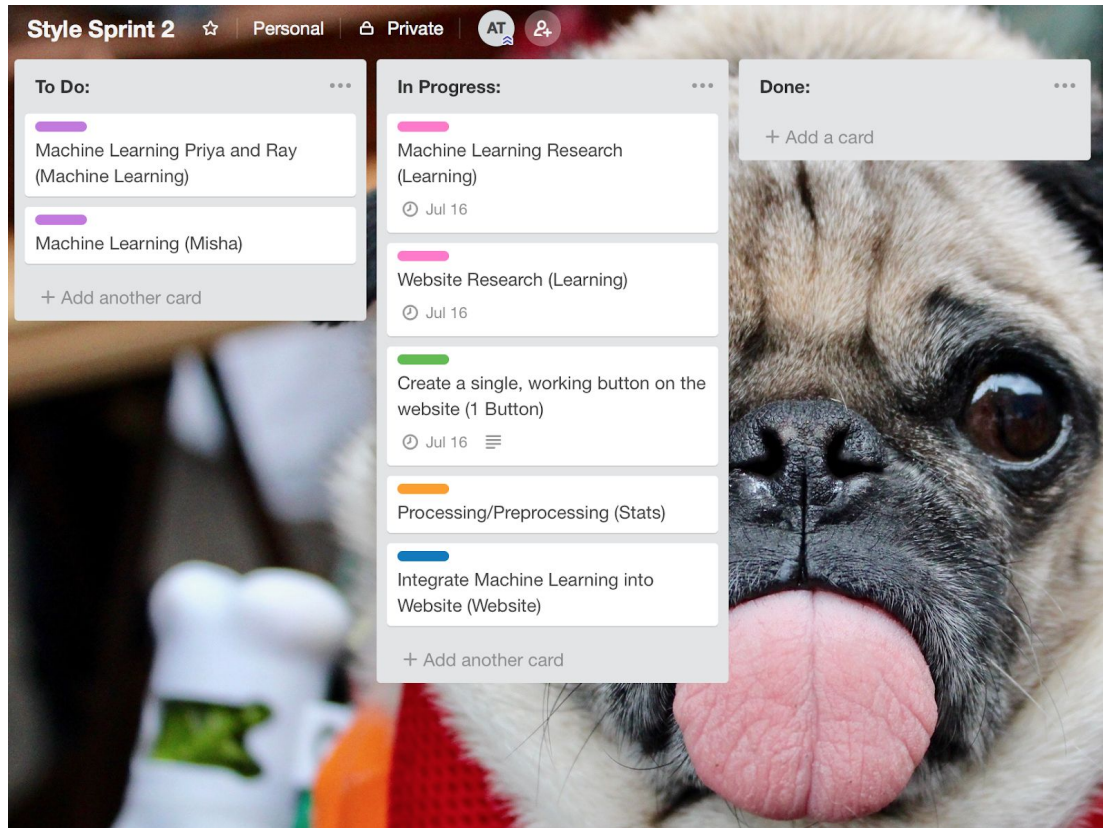 Style Sprint 2 Personal Private AT
To Do:
Machine Learning Priya and Ray
(Machine Learning)
Machine Learning (Misha)
+ Add another card
In Progress:
Machine Learning Research
(Learning)
Jul 16
Website Research (Learning)
Jul 16
Create a single, working button on the
website (1 Button)
Jul 16
Processing/Preprocessing (Stats)
Integrate Machine Learning into
Website (Website)
+ Add another card
Done:
+ Add a card